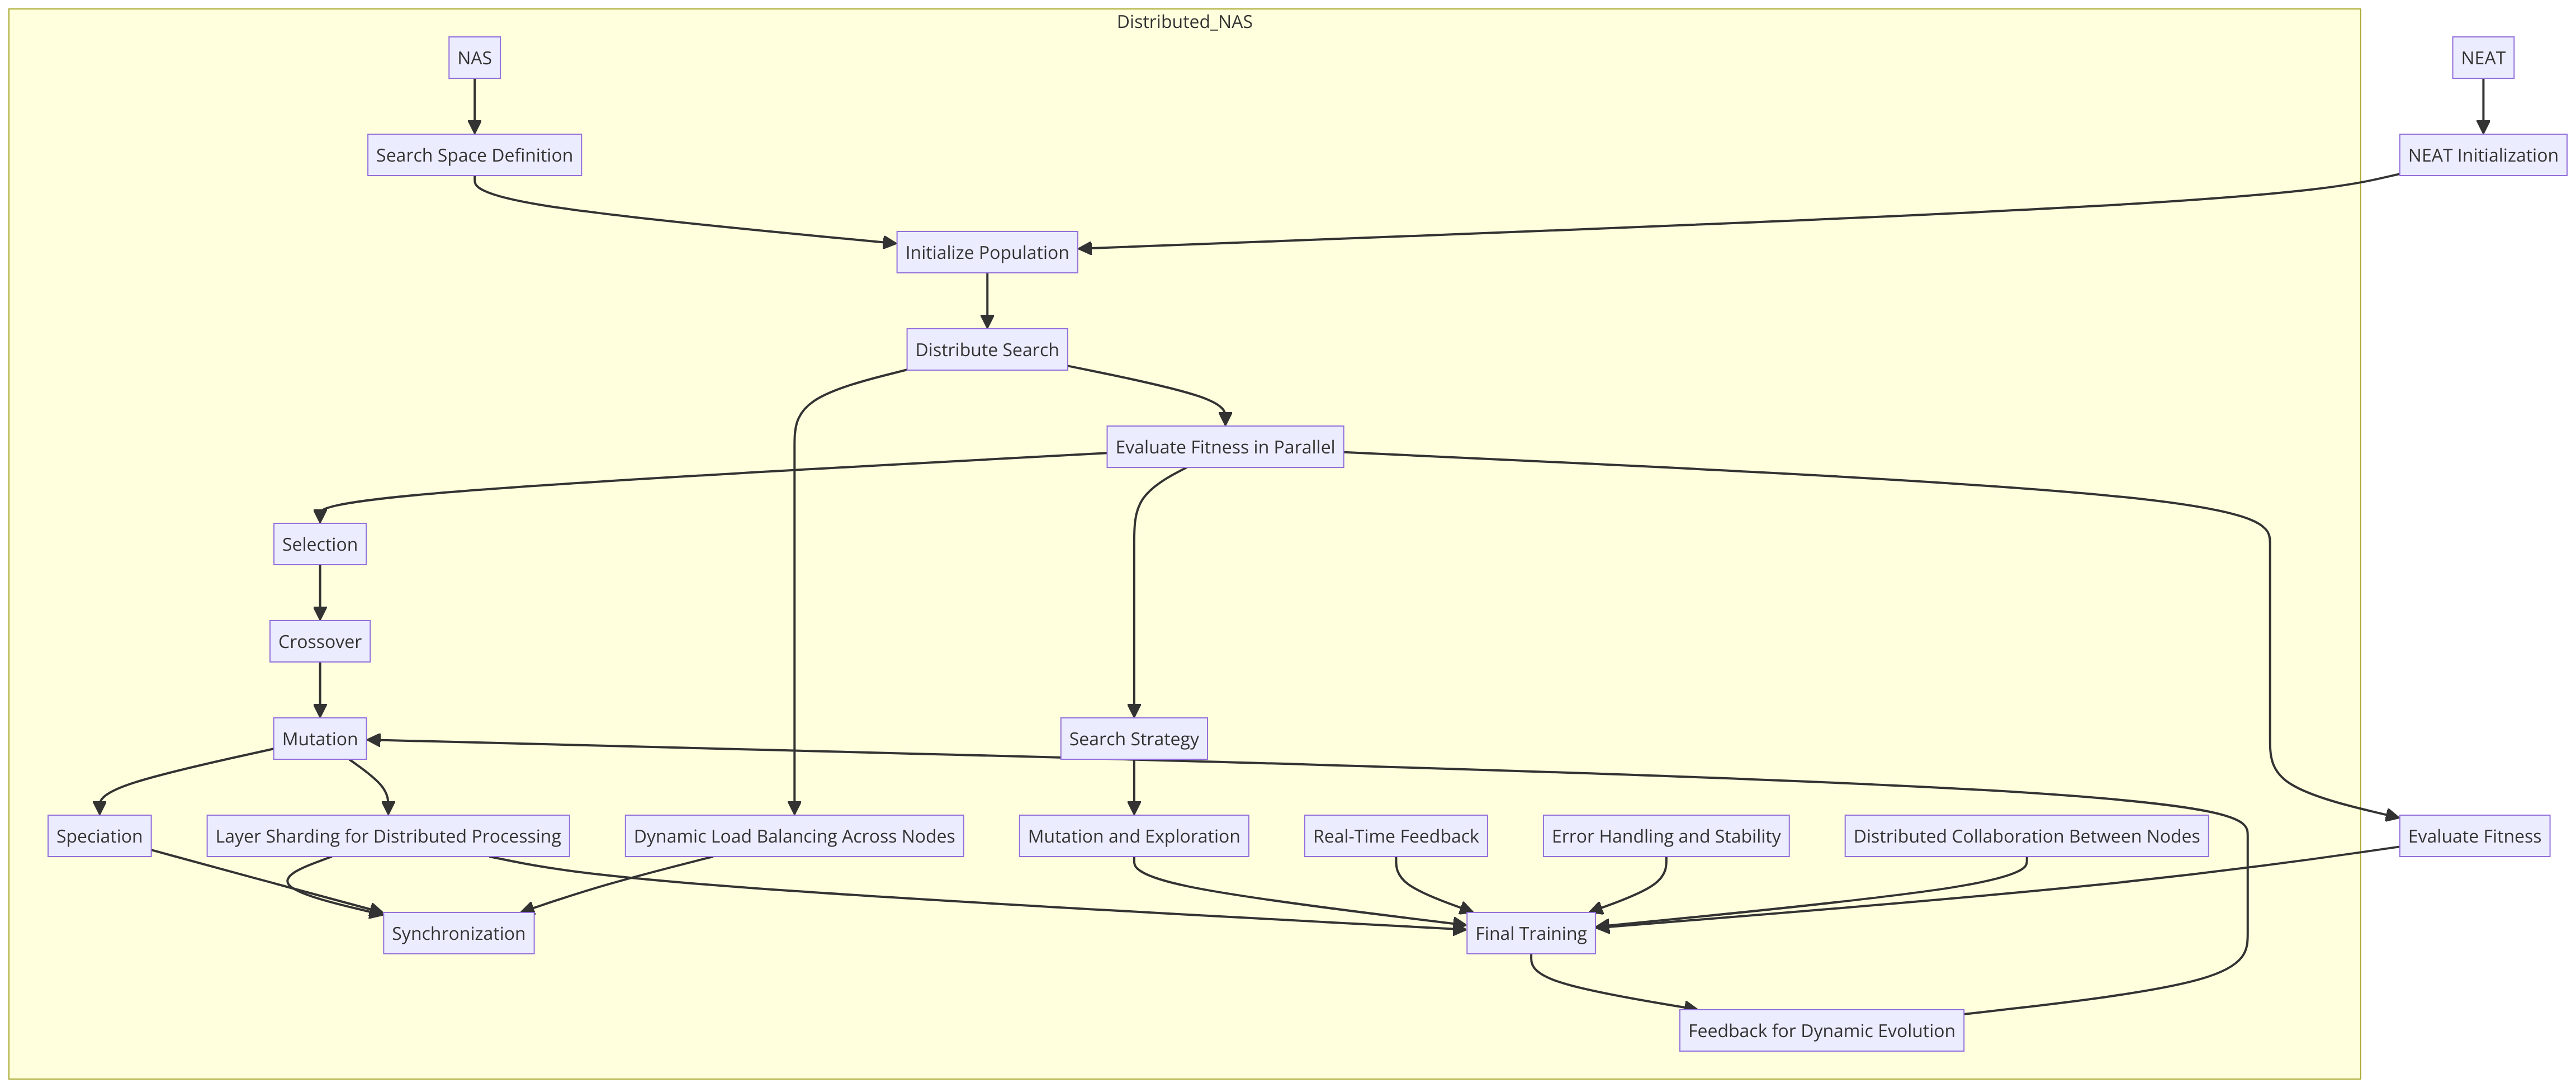 Distributed_NAS
NAS
NEAT
Search Space Definition
NEAT Initialization
Initialize Population
Distribute Search
Evaluate Fitness in Parallel
Selection
Crossover
Mutation
Search Strategy
Speciation
Layer Sharding for Distributed Processing
Dynamic Load Balancing Across Nodes
Mutation and Exploration
Real-Time Feedback
Error Handling and Stability
Distributed Collaboration Between Nodes
Evaluate Fitness
Synchronization
Final Training
Feedback for Dynamic Evolution